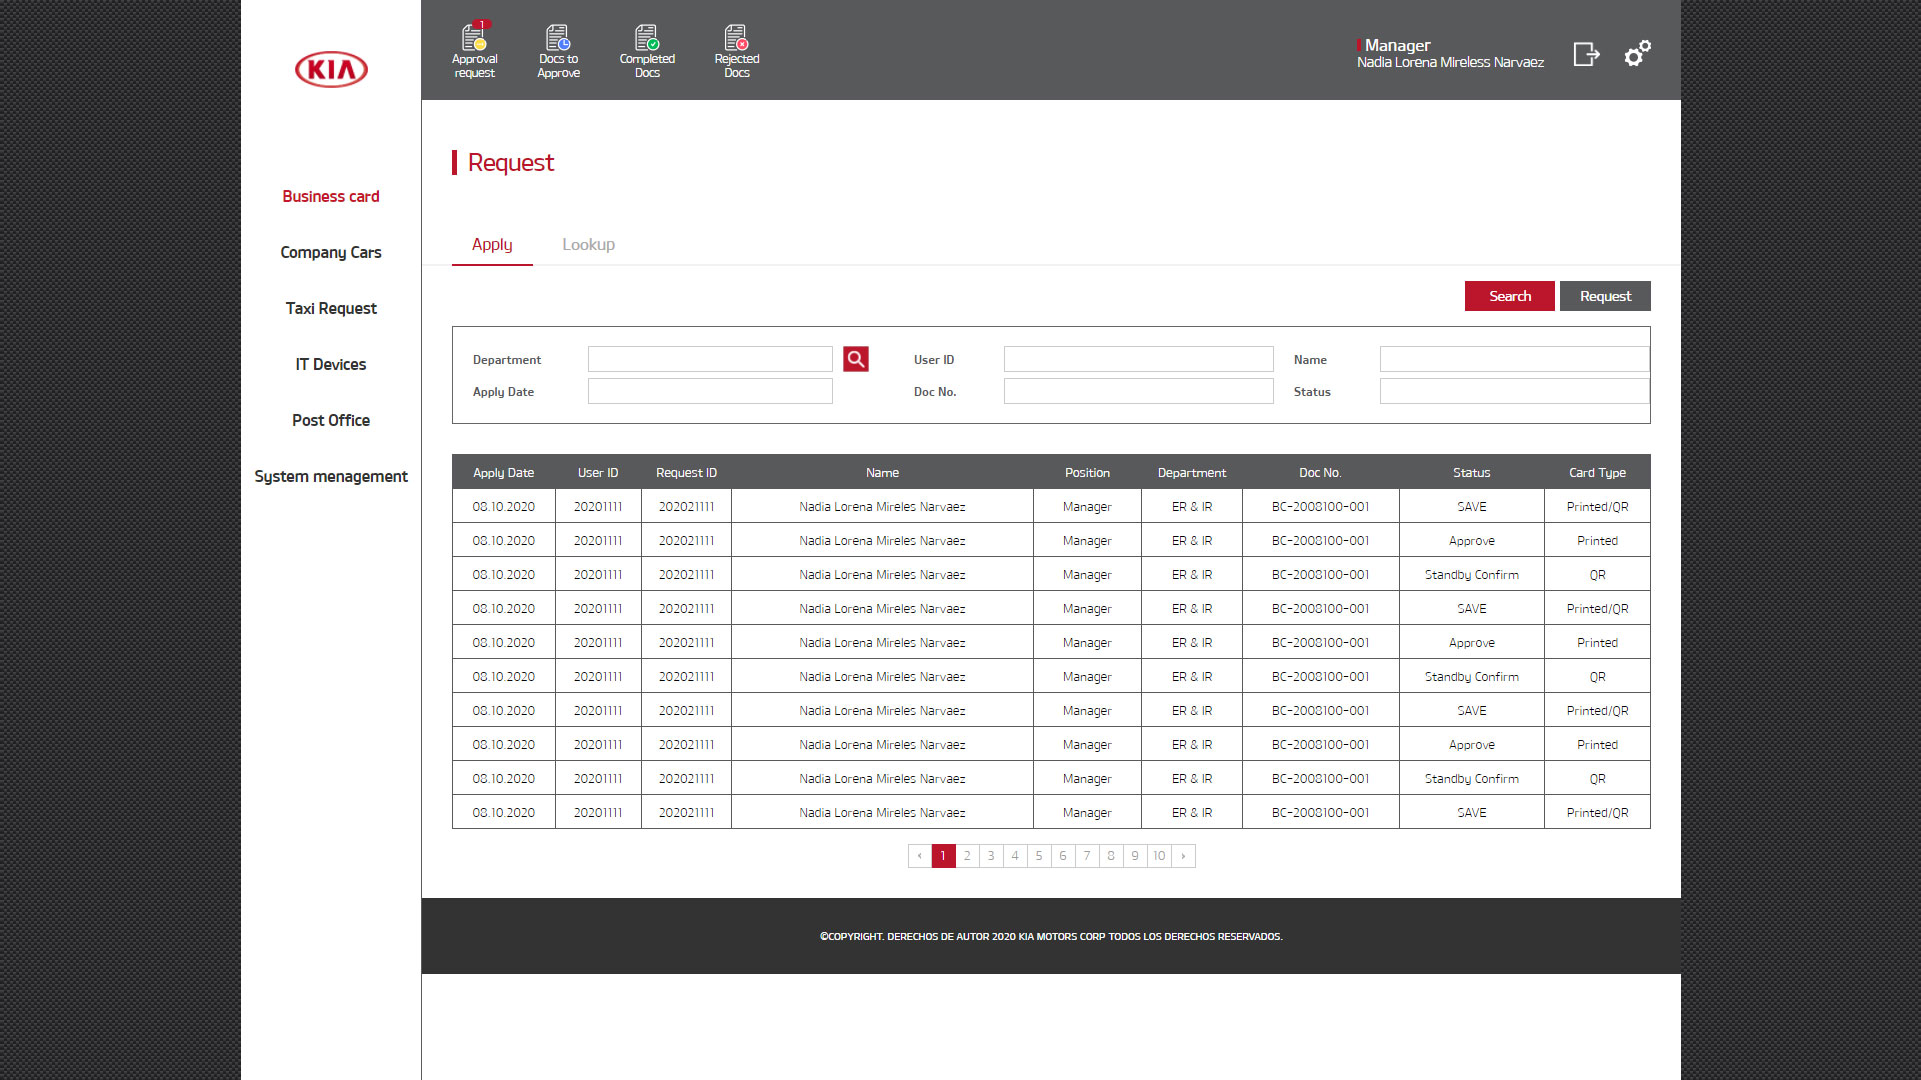 KIA
Business card
Company Cars
Taxi Request
IT Devices
Post Office
System menagement
1
Approval
request
Docs to
Approve
Completed
Docs
Rejected
Docs
Manager
Nadia Lorena Mireless Narvaez
Request
Apply Lookup
Search Request
Department User ID Name
Apply Date Doc No. Status
Apply Date User ID Request ID Name Position Department Doc No. Status Card Type
08.10.2020 20201111 202021111 Nadia Lorena Mireles Narvaez Manager ER & IR BC-2008100-001 SAVE Printed/QR
08.10.2020 20201111 202021111 Nadia Lorena Mireles Narvaez Manager ER & IR BC-2008100-001 Approve Printed
08.10.2020 20201111 202021111 Nadia Lorena Mireles Narvaez Manager ER & IR BC-2008100-001 Standby Confirm QR
08.10.2020 20201111 202021111 Nadia Lorena Mireles Narvaez Manager ER & IR BC-2008100-001 SAVE Printed/QR
08.10.2020 20201111 202021111 Nadia Lorena Mireles Narvaez Manager ER & IR BC-2008100-001 Approve Printed
08.10.2020 20201111 202021111 Nadia Lorena Mireles Narvaez Manager ER & IR BC-2008100-001 Standby Confirm QR
08.10.2020 20201111 202021111 Nadia Lorena Mireles Narvaez Manager ER & IR BC-2008100-001 SAVE Printed/QR
08.10.2020 20201111 202021111 Nadia Lorena Mireles Narvaez Manager ER & IR BC-2008100-001 Approve Printed
08.10.2020 20201111 202021111 Nadia Lorena Mireles Narvaez Manager ER & IR BC-2008100-001 Standby Confirm QR
08.10.2020 20201111 202021111 Nadia Lorena Mireles Narvaez Manager ER & IR BC-2008100-001 SAVE Printed/QR
‹ 1 2 3 4 5 6 7 8 9 10 ›
©COPYRIGHT. DERECHOS DE AUTOR 2020 KIA MOTORS CORP TODOS LOS DERECHOS RESERVADOS.